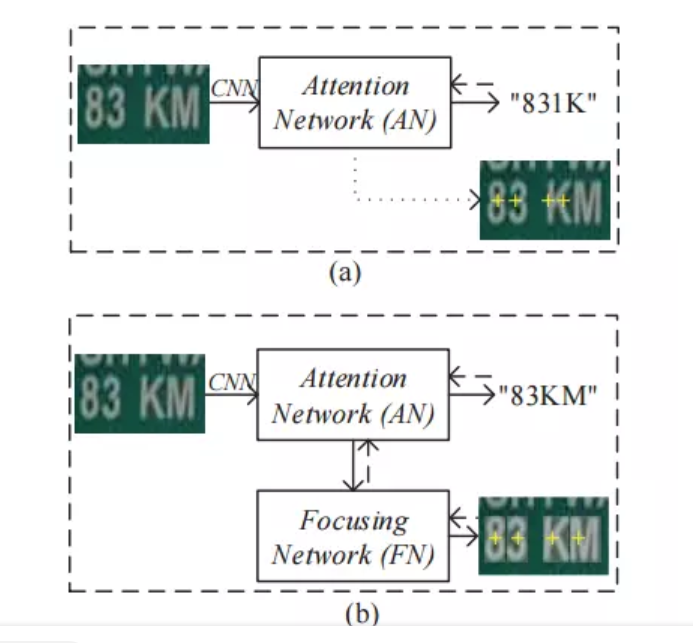 83 KM
CNN
Attention
Network (AN)
"831K"
83 KM
(a)
83 KM
CNN
Attention
Network (AN)
"83KM"
Focusing
Network (FN)
83 KM
(b)